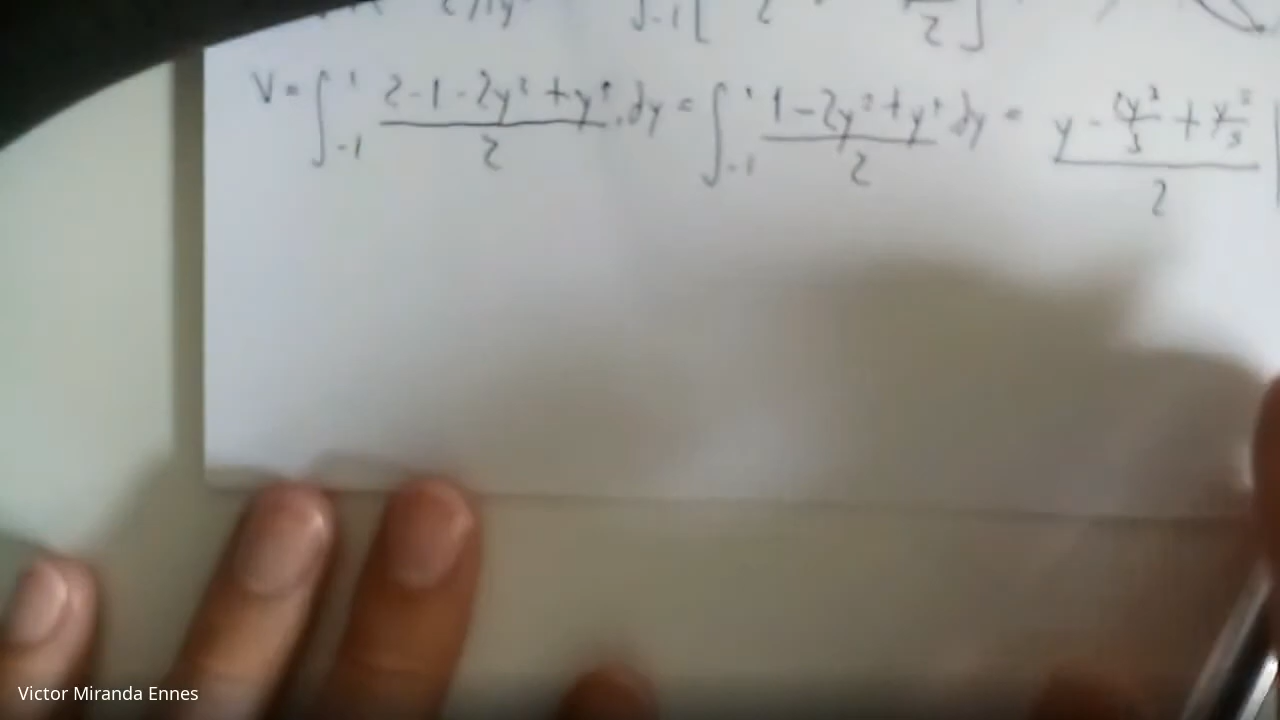 V = ∫₋₁¹ (2-1-2y²+y⁴)/2 . dy = ∫₋₁¹ (1-2y²+y⁴)/2 dy = (y - 2y³/3 + y⁵/5)/2 |
Victor Miranda Ennes